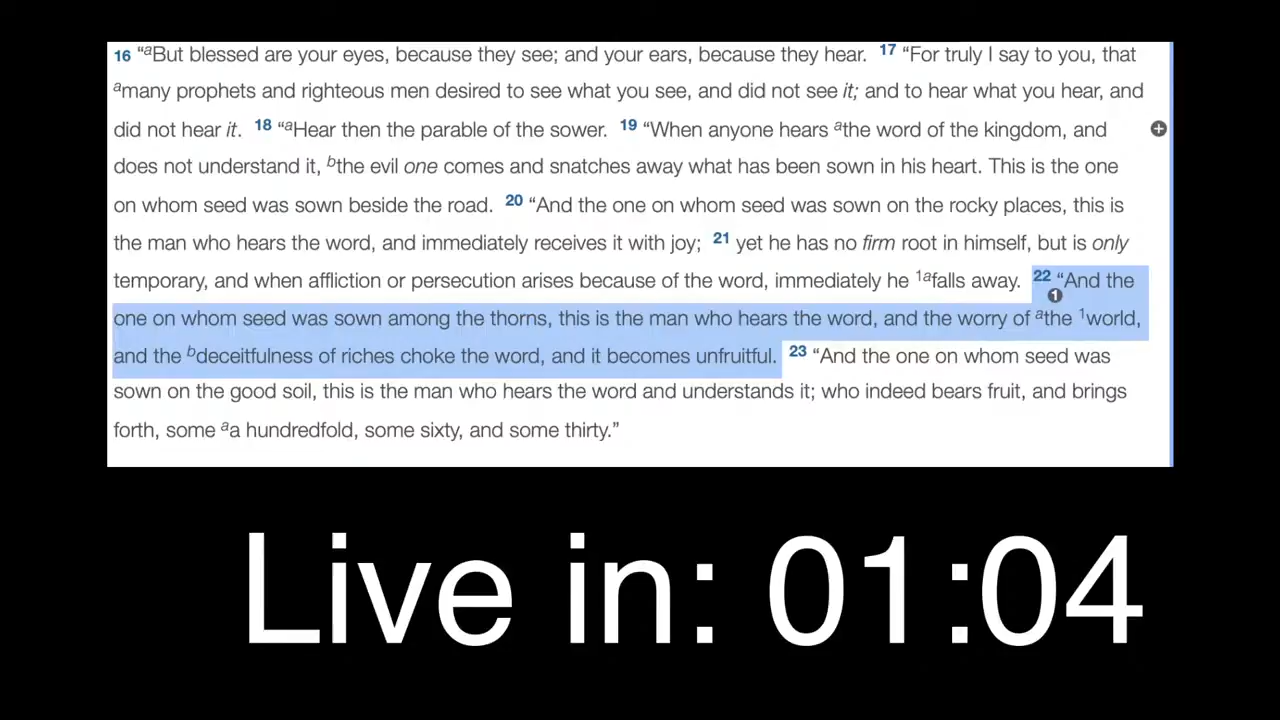 16 “aBut blessed are your eyes, because they see; and your ears, because they hear. 17 “For truly I say to you, that
amany prophets and righteous men desired to see what you see, and did not see it; and to hear what you hear, and
did not hear it. 18 “aHear then the parable of the sower. 19 “When anyone hears athe word of the kingdom, and
does not understand it, bthe evil one comes and snatches away what has been sown in his heart. This is the one
on whom seed was sown beside the road. 20 “And the one on whom seed was sown on the rocky places, this is
the man who hears the word, and immediately receives it with joy; 21 yet he has no firm root in himself, but is only
temporary, and when affliction or persecution arises because of the word, immediately he 1afalls away. 22 “And the
1
one on whom seed was sown among the thorns, this is the man who hears the word, and the worry of athe 1world,
and the bdeceitfulness of riches choke the word, and it becomes unfruitful. 23 “And the one on whom seed was
sown on the good soil, this is the man who hears the word and understands it; who indeed bears fruit, and brings
forth, some aa hundredfold, some sixty, and some thirty.”
Live in: 01:04